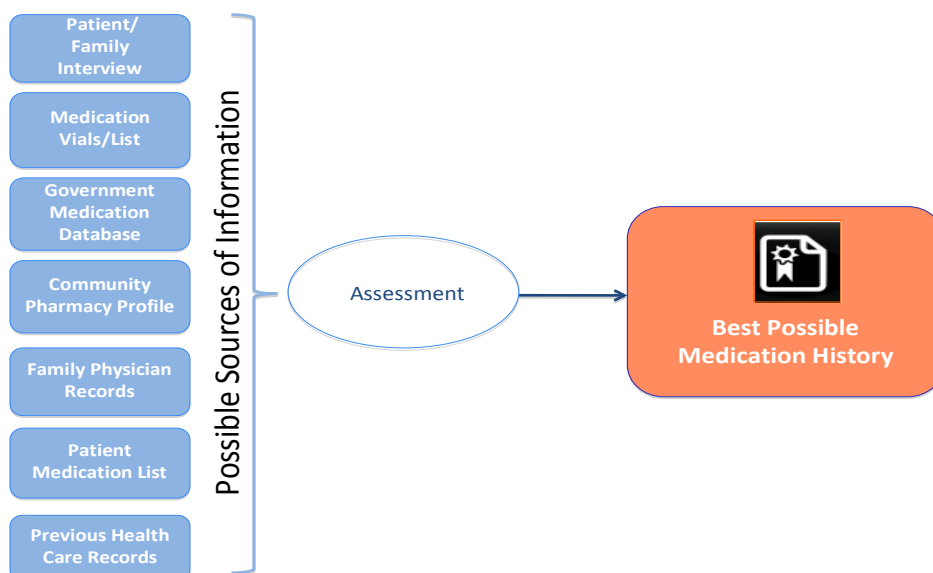 Patient/
Family
Interview
Medication
Vials/List
Government
Medication
Database
Community
Pharmacy Profile
Family Physician
Records
Patient
Medication List
Previous Health
Care Records
Possible Sources of Information
Assessment
Best Possible
Medication History